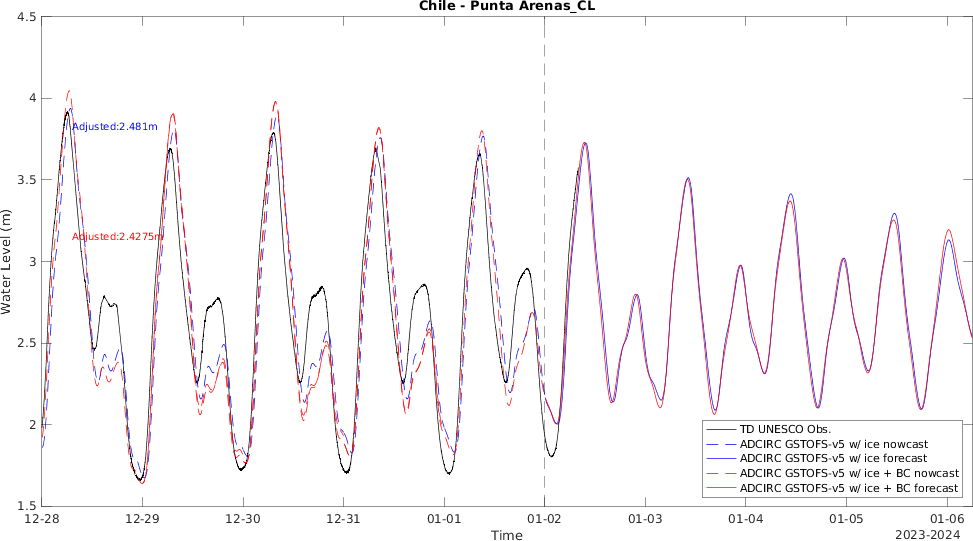 Chile - Punta Arenas_CL
4.5
4
3.5
3
2.5
2
1.5
Water Level (m)
Adjusted:2.481m
Adjusted:2.4275m
TD UNESCO Obs.
ADCIRC GSTOFS-v5 w/ ice nowcast
ADCIRC GSTOFS-v5 w/ ice forecast
ADCIRC GSTOFS-v5 w/ ice + BC nowcast
ADCIRC GSTOFS-v5 w/ ice + BC forecast
12-28 12-29 12-30 12-31 01-01 01-02 01-03 01-04 01-05 01-06
2023-2024
Time